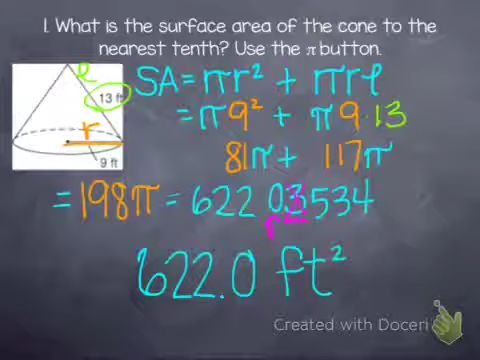 1. What is the surface area of the cone to the
nearest tenth? Use the π button.
ℓ
13 ft
r
9 ft
SA = πr² + πrℓ
= π9² + π9·13
81π + 117π
= 198π = 622.03534
r
622.0 ft²
Created with Doceri